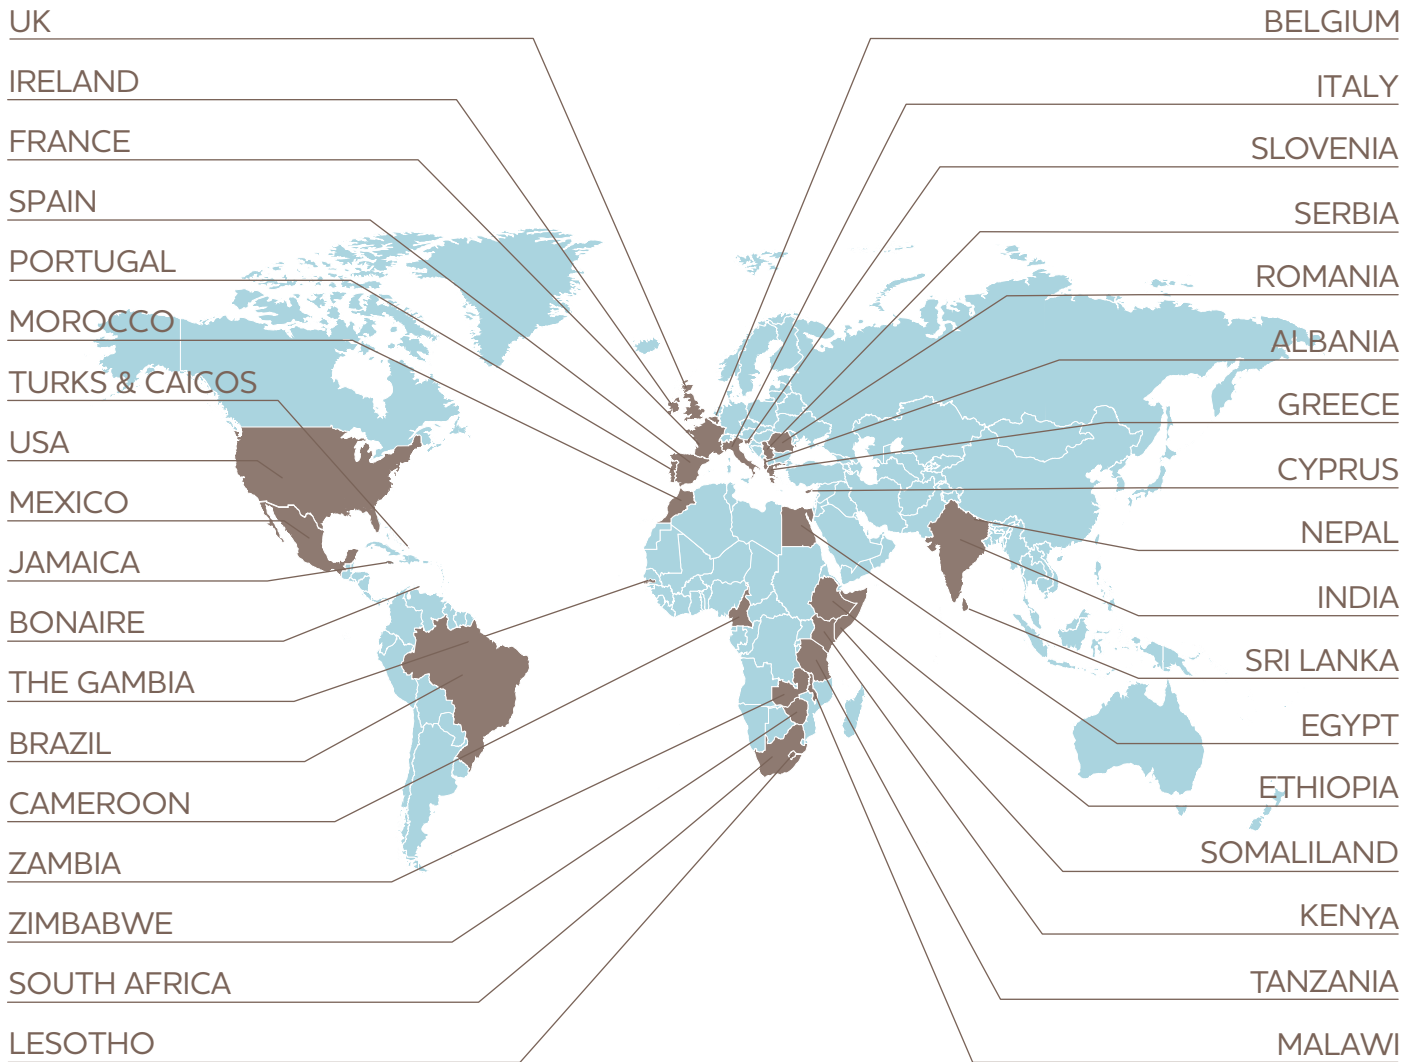 UK
IRELAND
FRANCE
SPAIN
PORTUGAL
MOROCCO
TURKS & CAICOS
USA
MEXICO
JAMAICA
BONAIRE
THE GAMBIA
BRAZIL
CAMEROON
ZAMBIA
ZIMBABWE
SOUTH AFRICA
LESOTHO
BELGIUM
ITALY
SLOVENIA
SERBIA
ROMANIA
ALBANIA
GREECE
CYPRUS
NEPAL
INDIA
SRI LANKA
EGYPT
ETHIOPIA
SOMALILAND
KENYA
TANZANIA
MALAWI